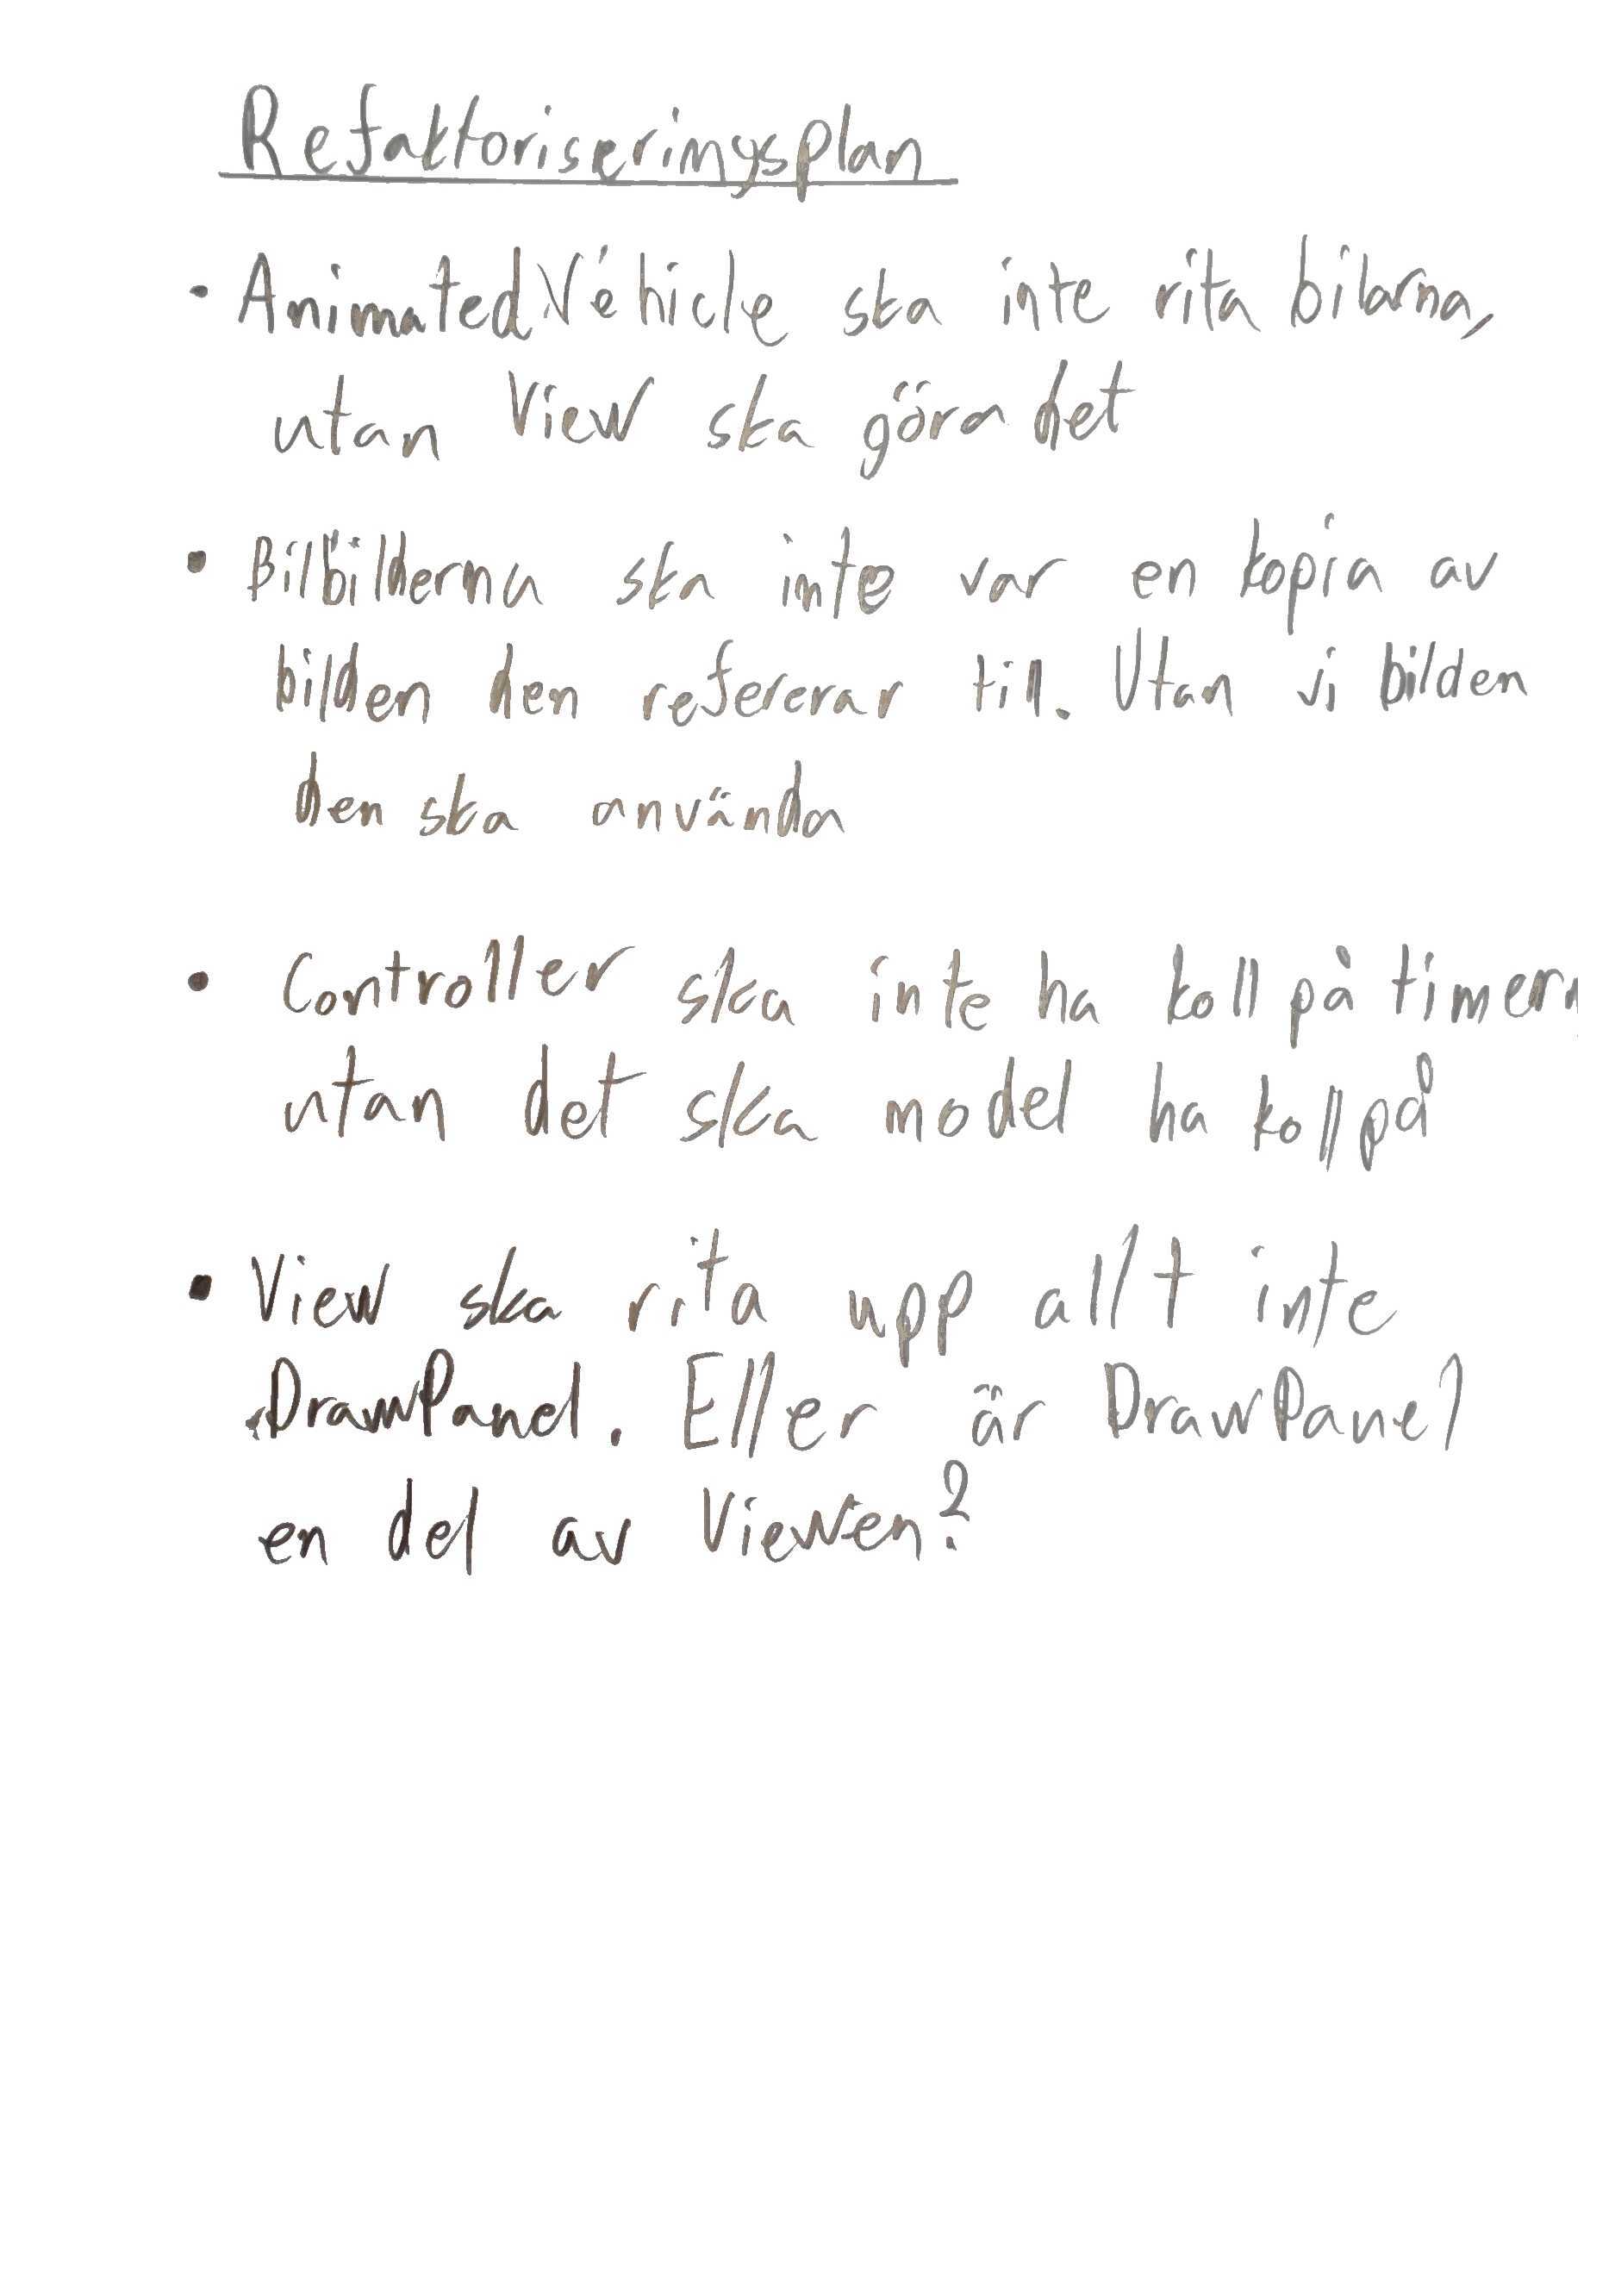 Refaktoriseringsplan
• AnimatedVehicle ska inte rita bilarna,
utan View ska göra det
• Bilbilderna ska inte var en kopia av
bilden den refererar till. Utan vi bilden
den ska använda
• Controller ska inte ha koll på timern
utan det ska model ha koll på
• View ska rita upp allt inte
DrawPanel. Eller är DrawPanel
en del av Viewen?